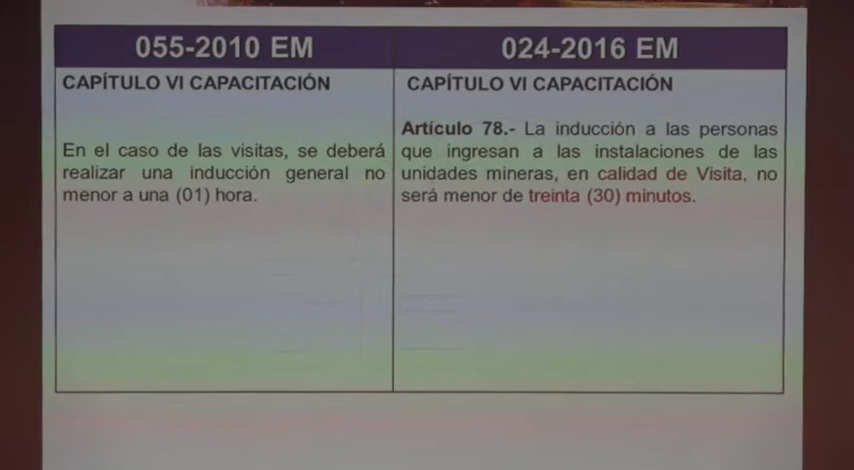 055-2010 EM
CAPÍTULO VI CAPACITACIÓN
En el caso de las visitas, se deberá
realizar una inducción general no
menor a una (01) hora.
024-2016 EM
CAPÍTULO VI CAPACITACIÓN
Artículo 78.- La inducción a las personas
que ingresan a las instalaciones de las
unidades mineras, en calidad de Visita, no
será menor de treinta (30) minutos.